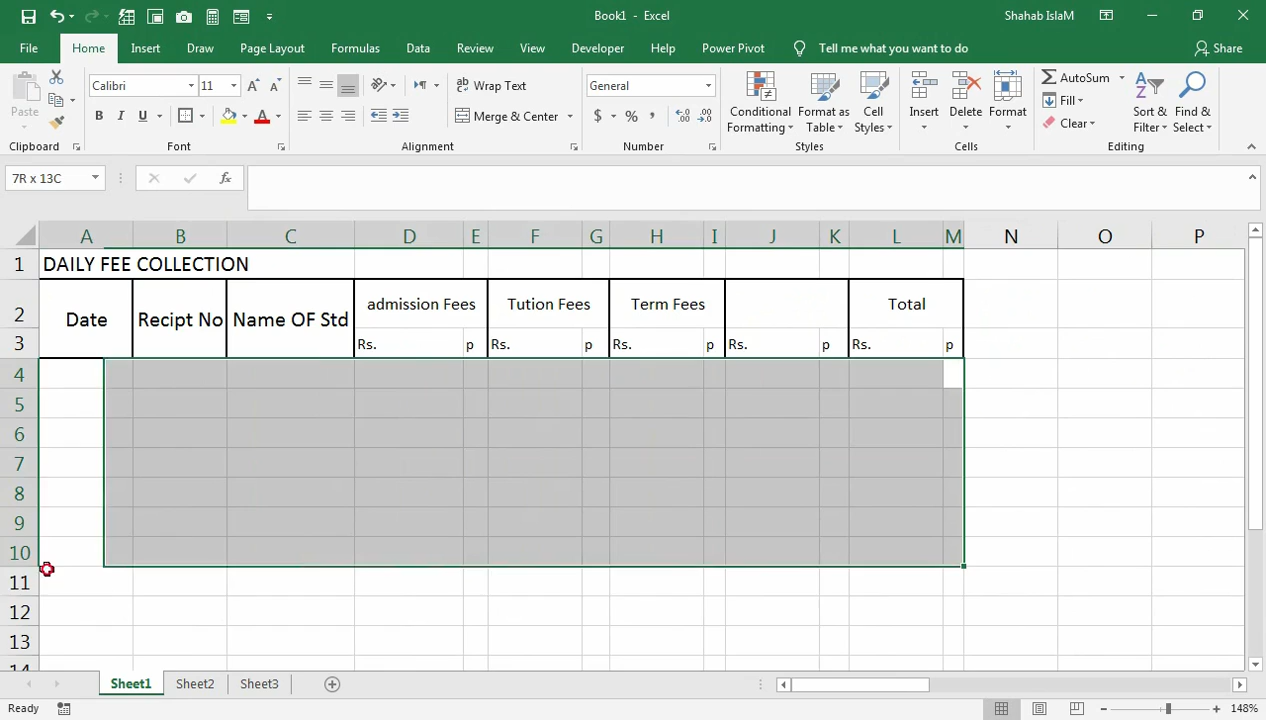 Book1 - Excel
Shahab IslaM
File Home Insert Draw Page Layout Formulas Data Review View Developer Help Power Pivot Tell me what you want to do Share
Paste
Calibri 11
B I U A
Wrap Text
Merge & Center
General
$ % ,
Conditional Formatting
Format as Table
Cell Styles
Insert
Delete
Format
AutoSum
Fill
Clear
Sort & Filter
Find & Select
Clipboard Font Alignment Number Styles Cells Editing
7R x 13C fx
A B C D E F G H I J K L M N O P
1 DAILY FEE COLLECTION
2 Date Recipt No Name OF Std admission Fees Tution Fees Term Fees Total
3 Rs. p Rs. p Rs. p Rs. p Rs. p
4
5
6
7
8
9
10
11
12
13
14
Sheet1 Sheet2 Sheet3
Ready 148%